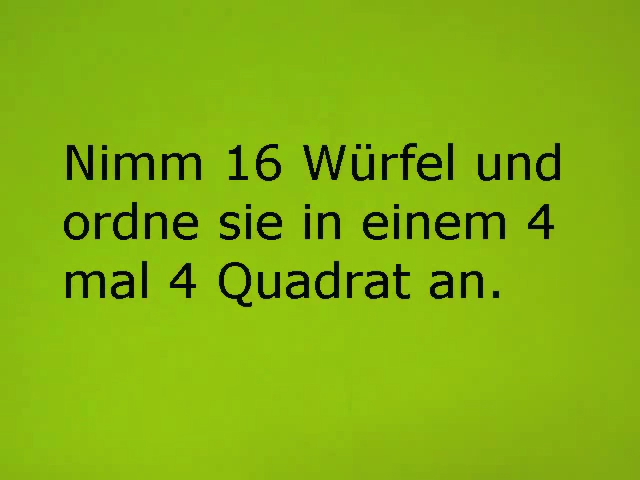 Nimm 16 Würfel und
ordne sie in einem 4
mal 4 Quadrat an.